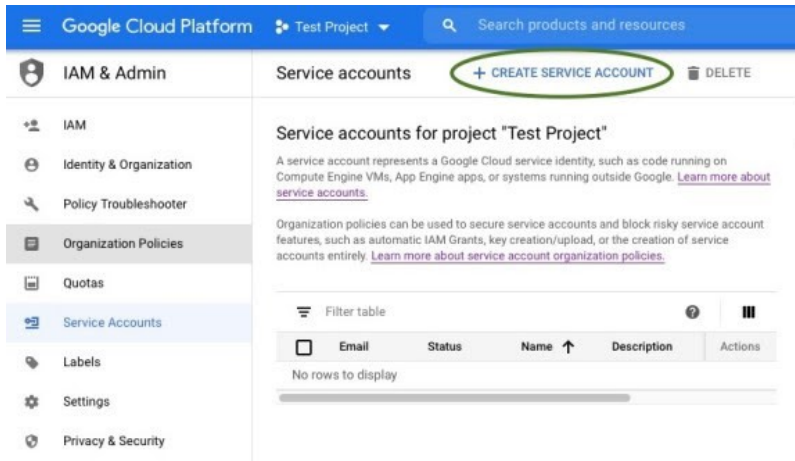 Google Cloud Platform
Test Project
Search products and resources
IAM & Admin
Service accounts
+ CREATE SERVICE ACCOUNT
DELETE
IAM
Identity & Organization
Policy Troubleshooter
Organization Policies
Quotas
Service Accounts
Labels
Settings
Privacy & Security
Service accounts for project "Test Project"
A service account represents a Google Cloud service identity, such as code running on
Compute Engine VMs, App Engine apps, or systems running outside Google. Learn more about
service accounts.
Organization policies can be used to secure service accounts and block risky service account
features, such as automatic IAM Grants, key creation/upload, or the creation of service
accounts entirely. Learn more about service account organization policies.
Filter table
Email Status Name Description Actions
No rows to display